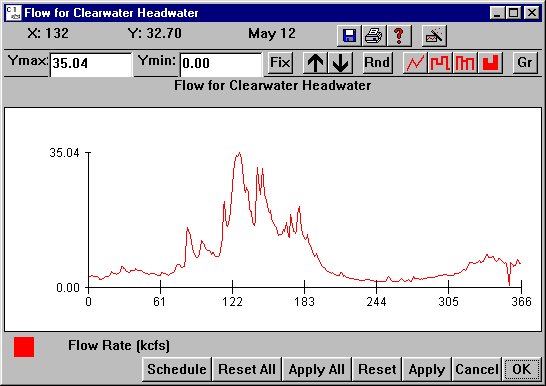 Flow for Clearwater Headwater
X: 132 Y: 32.70 May 12
Ymax: 35.04 Ymin: 0.00 Fix Rnd Gr
Flow for Clearwater Headwater
35.04
0.00
0 61 122 183 244 305 366
Flow Rate (kcfs)
Schedule Reset All Apply All Reset Apply Cancel OK